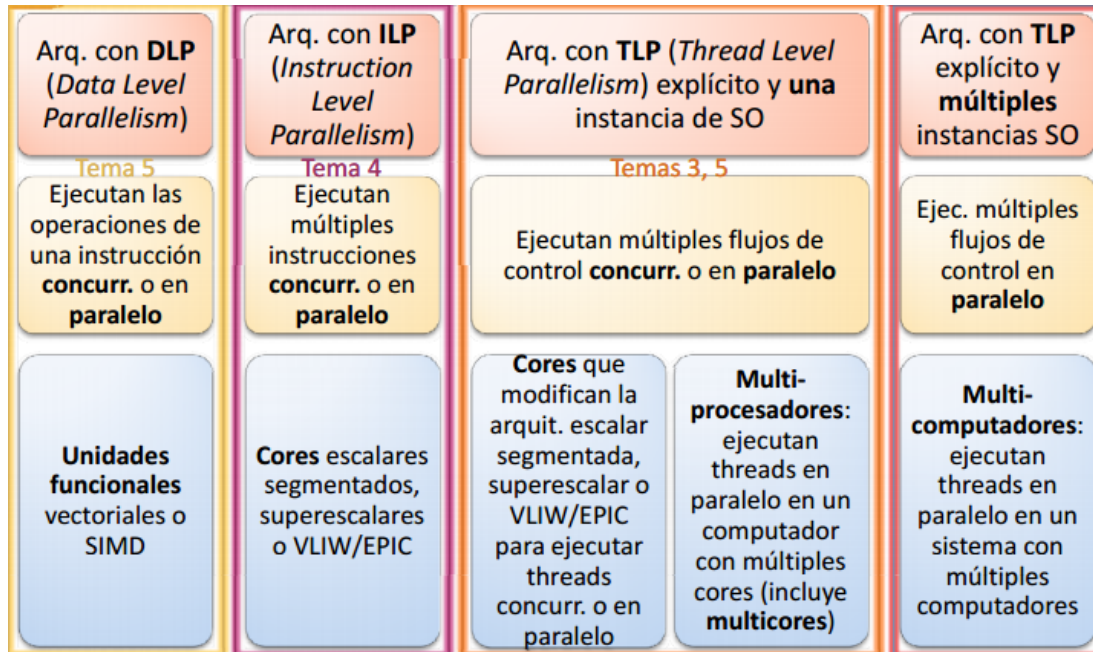 Arq. con DLP
(Data Level
Parallelism)
Arq. con ILP
(Instruction
Level
Parallelism)
Arq. con TLP (Thread Level
Parallelism) explícito y una
instancia de SO
Arq. con TLP
explícito y
múltiples
instancias SO
Tema 5
Tema 4
Temas 3, 5
Ejecutan las
operaciones de
una instrucción
concurr. o en
paralelo
Ejecutan
múltiples
instrucciones
concurr. o en
paralelo
Ejecutan múltiples flujos de
control concurr. o en paralelo
Ejec. múltiples
flujos de
control en
paralelo
Unidades
funcionales
vectoriales o
SIMD
Cores escalares
segmentados,
superescalares
o VLIW/EPIC
Cores que
modifican la
arquit. escalar
segmentada,
superescalar o
VLIW/EPIC
para ejecutar
threads
concurr. o en
paralelo
Multi-
procesadores:
ejecutan
threads en
paralelo en un
computador
con múltiples
cores (incluye
multicores)
Multi-
computadores:
ejecutan
threads en
paralelo en un
sistema con
múltiples
computadores